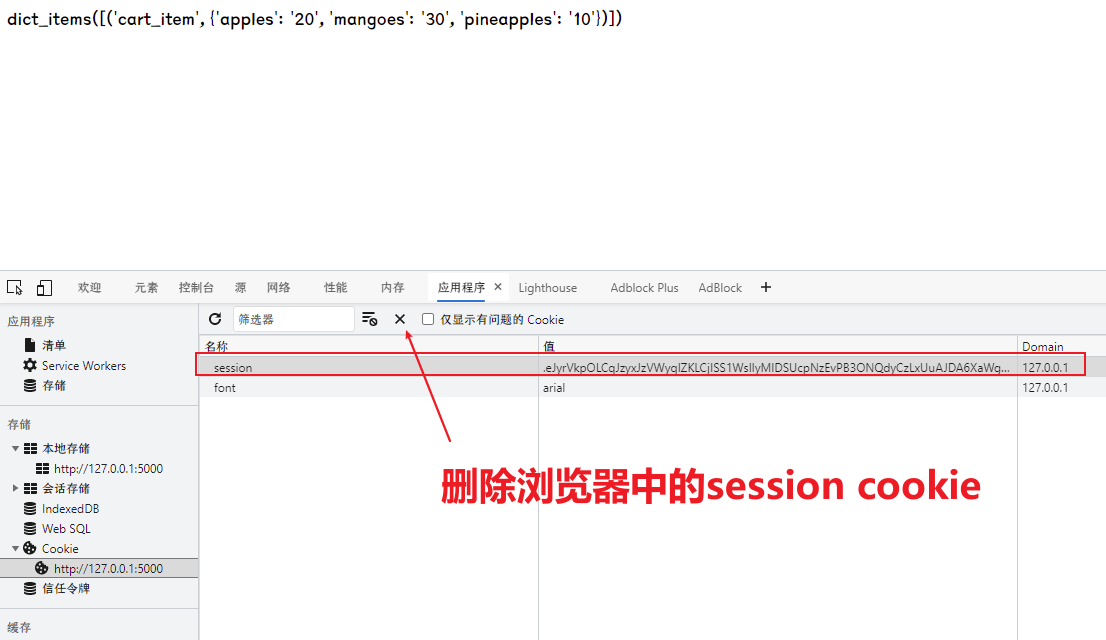 dict_items([('cart_item', {'apples': '20', 'mangoes': '30', 'pineapples': '10'})])
欢迎 元素 控制台 源 网络 性能 内存 应用程序 × Lighthouse Adblock Plus AdBlock +
应用程序
清单
Service Workers
存储
存储
本地存储
http://127.0.0.1:5000
会话存储
IndexedDB
Web SQL
Cookie
http://127.0.0.1:5000
信任令牌
缓存
筛选器 仅显示有问题的 Cookie
名称 值 Domain
session 127.0.0.1
font arial 127.0.0.1
删除浏览器中的session cookie